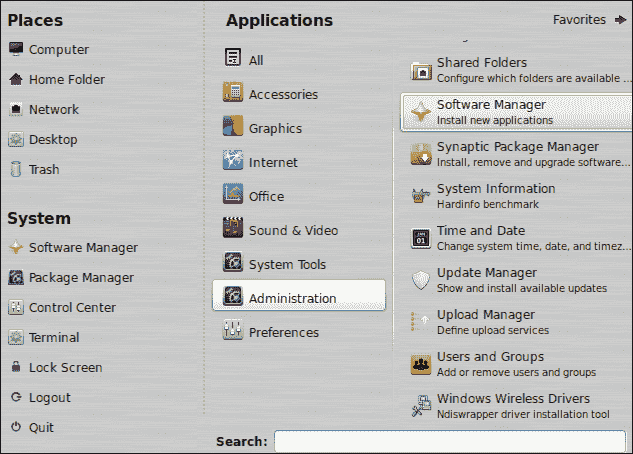 Places
Computer
Home Folder
Network
Desktop
Trash
System
Software Manager
Package Manager
Control Center
Terminal
Lock Screen
Logout
Quit
Applications
All
Accessories
Graphics
Internet
Office
Sound & Video
System Tools
Administration
Preferences
Favorites
Shared Folders
Configure which folders are available ...
Software Manager
Install new applications
Synaptic Package Manager
Install, remove and upgrade software...
System Information
Hardinfo benchmark
JAN
01
Time and Date
Change system time, date, and timez...
Update Manager
Show and install available updates
Upload Manager
Define upload services
Users and Groups
Add or remove users and groups
Windows Wireless Drivers
Ndiswrapper driver installation tool
Search: